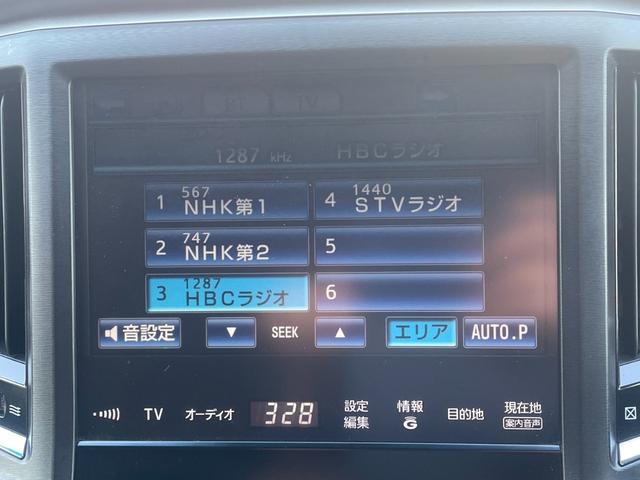 BT TV
1287 kHz HBCラジオ
1 567 NHK第1
4 1440 STVラジオ
2 747 NHK第2
5
3 1287 HBCラジオ
6
音設定 ▼ SEEK ▲ エリア AUTO.P
TV オーディオ 328 設定 編集 情報 G 目的地 現在地 案内音声